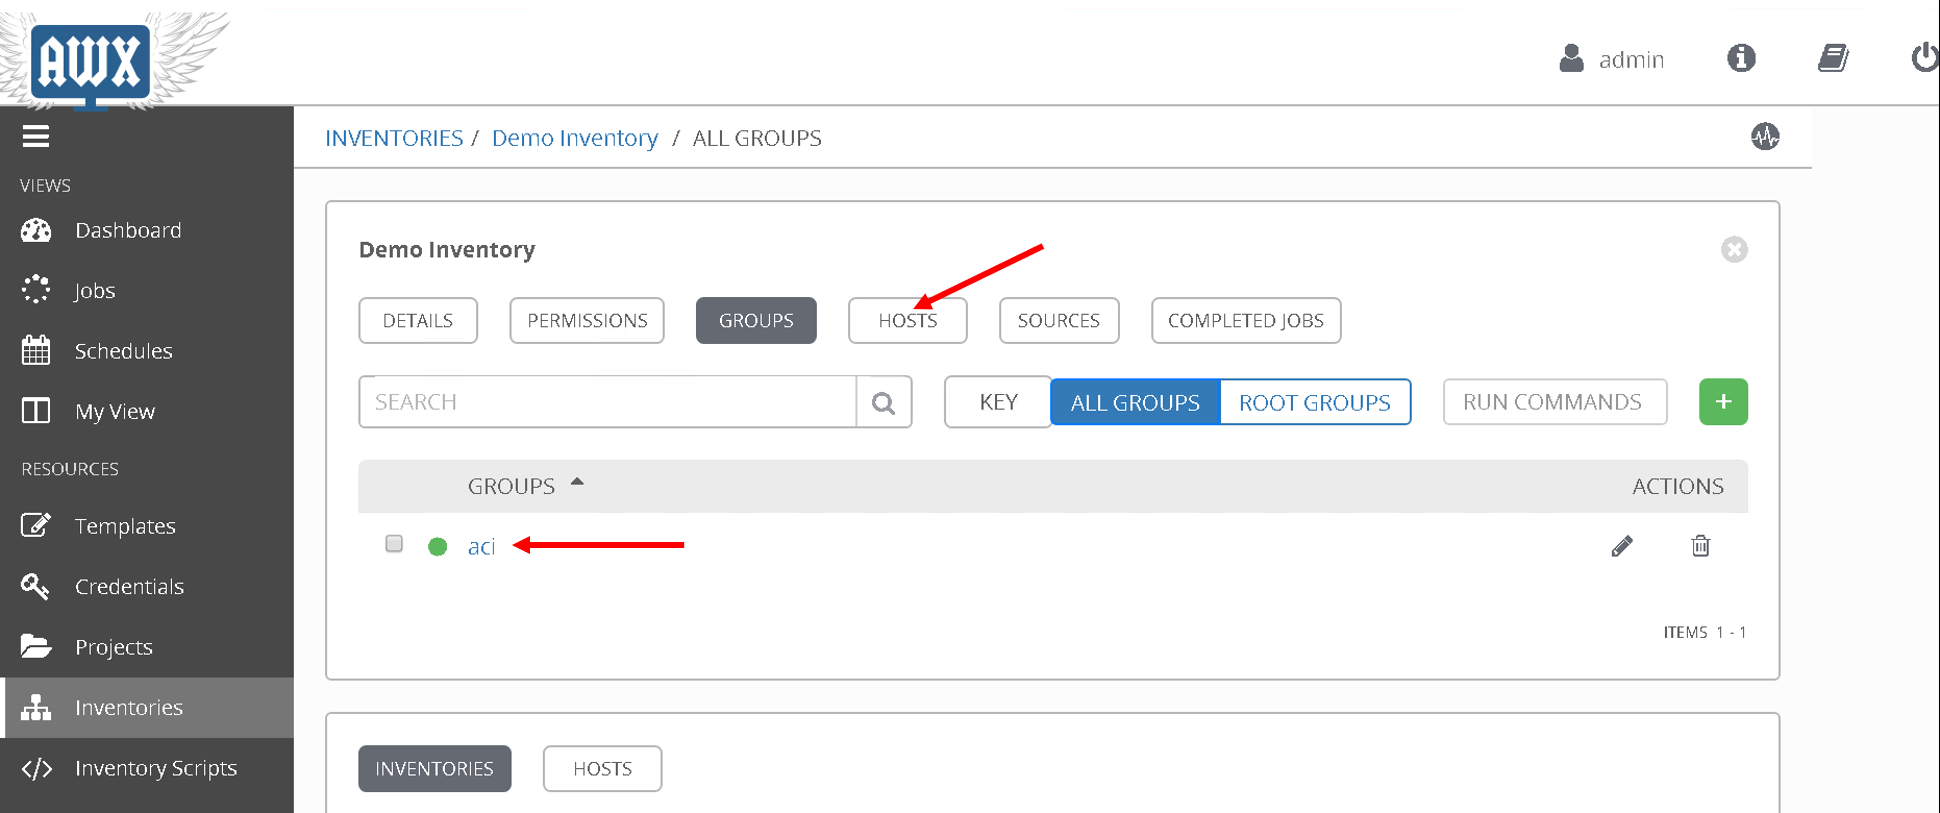 AWX
admin
INVENTORIES / Demo Inventory / ALL GROUPS
VIEWS
Dashboard
Jobs
Schedules
My View
RESOURCES
Templates
Credentials
Projects
Inventories
Inventory Scripts
Demo Inventory
DETAILS PERMISSIONS GROUPS HOSTS SOURCES COMPLETED JOBS
SEARCH KEY ALL GROUPS ROOT GROUPS RUN COMMANDS +
GROUPS ACTIONS
aci
ITEMS 1 - 1
INVENTORIES HOSTS